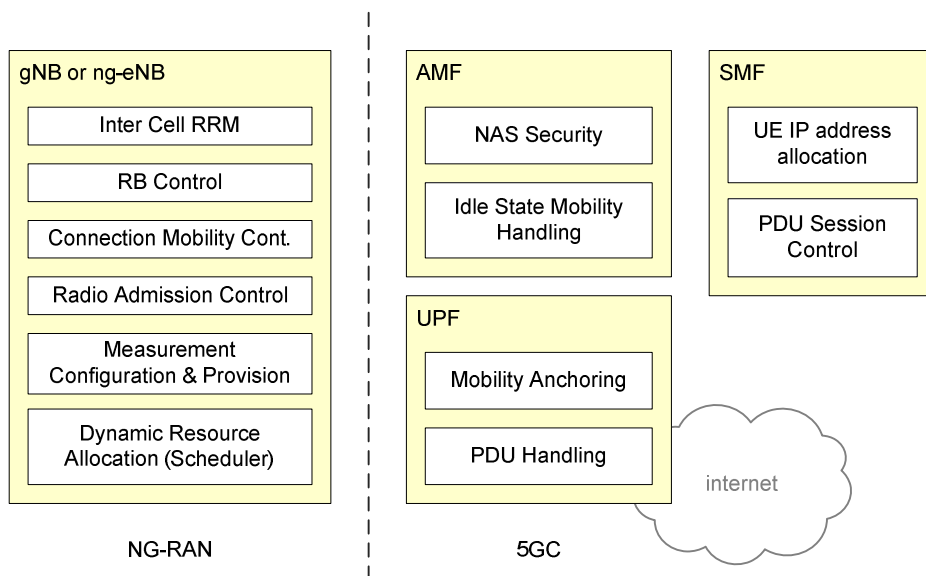 gNB or ng-eNB
Inter Cell RRM
RB Control
Connection Mobility Cont.
Radio Admission Control
Measurement
Configuration & Provision
Dynamic Resource
Allocation (Scheduler)
NG-RAN
AMF
NAS Security
Idle State Mobility
Handling
SMF
UE IP address
allocation
PDU Session
Control
UPF
Mobility Anchoring
PDU Handling
internet
5GC